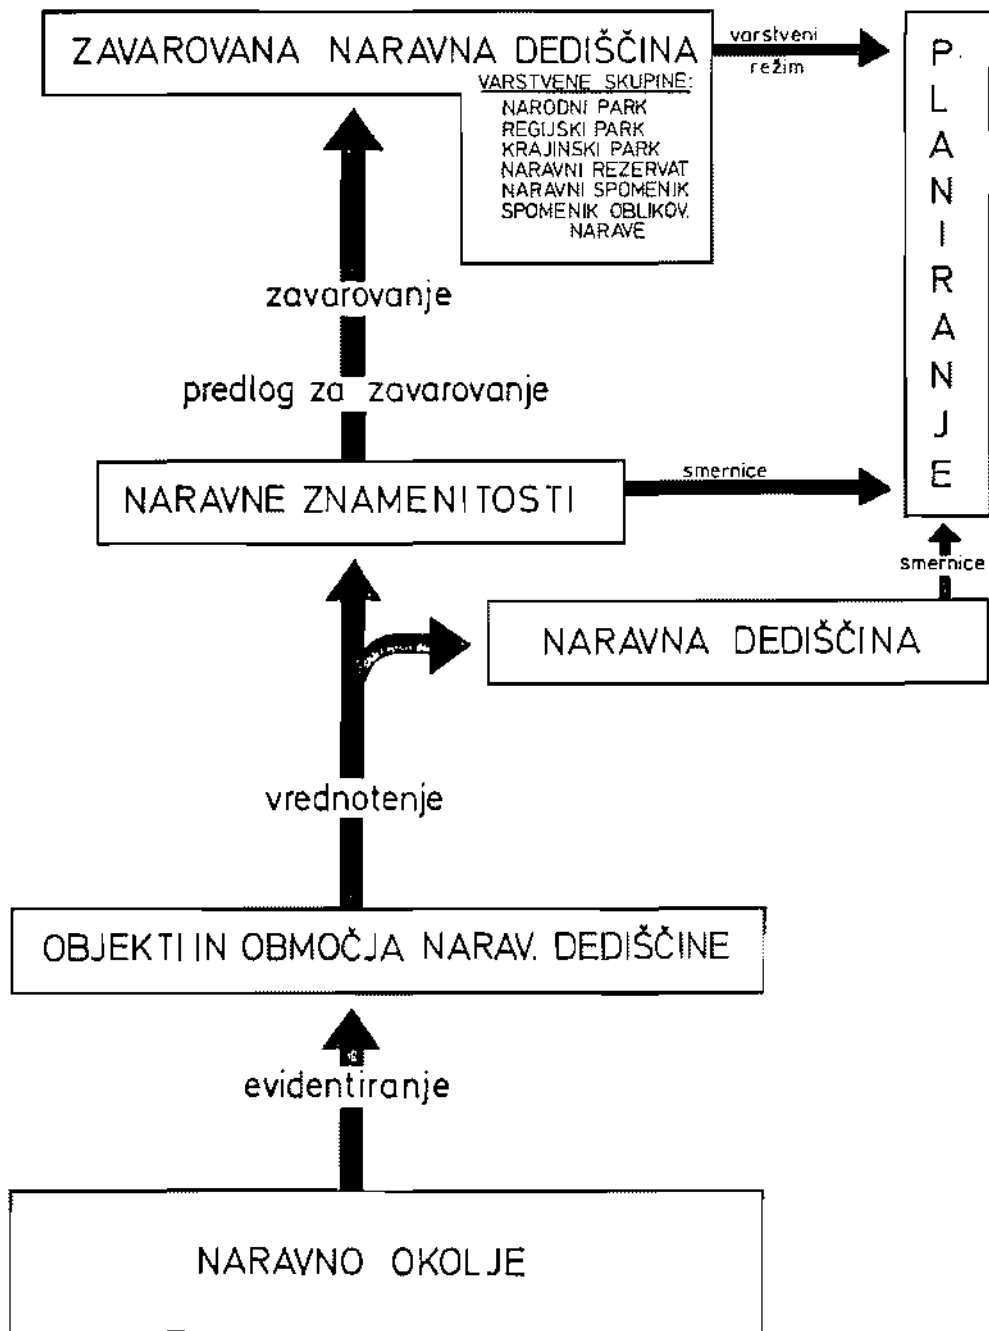 ZAVAROVANA NARAVNA DEDIŠČINA
VARSTVENE SKUPINE:
NARODNI PARK
REGIJSKI PARK
KRAJINSKI PARK
NARAVNI REZERVAT
NARAVNI SPOMENIK
SPOMENIK OBLIKOV.
NARAVE
varstveni
režim
PLANIRANJE
zavarovanje
predlog za zavarovanje
NARAVNE ZNAMENITOSTI
smernice
smernice
NARAVNA DEDIŠČINA
vrednotenje
OBJEKTI IN OBMOČJA NARAV. DEDIŠČINE
evidentiranje
NARAVNO OKOLJE